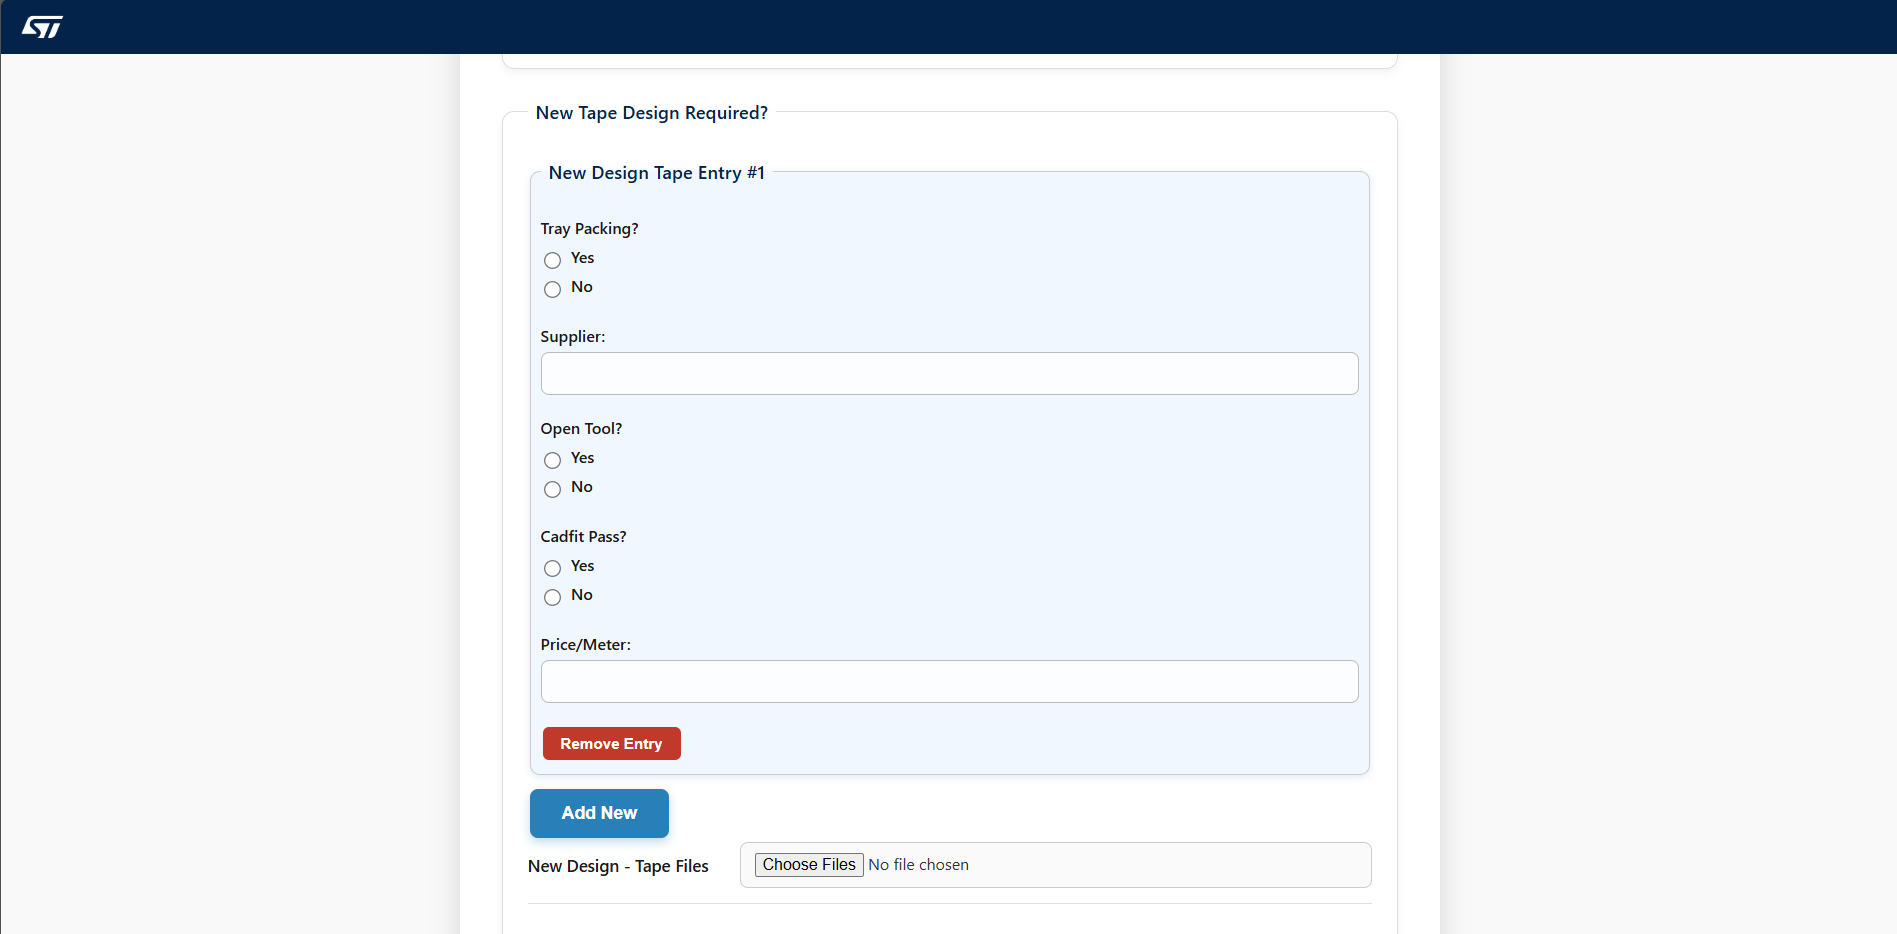 ST
New Tape Design Required?
New Design Tape Entry #1
Tray Packing?
Yes
No
Supplier:
Open Tool?
Yes
No
Cadfit Pass?
Yes
No
Price/Meter:
Remove Entry
Add New
New Design - Tape Files
Choose Files No file chosen